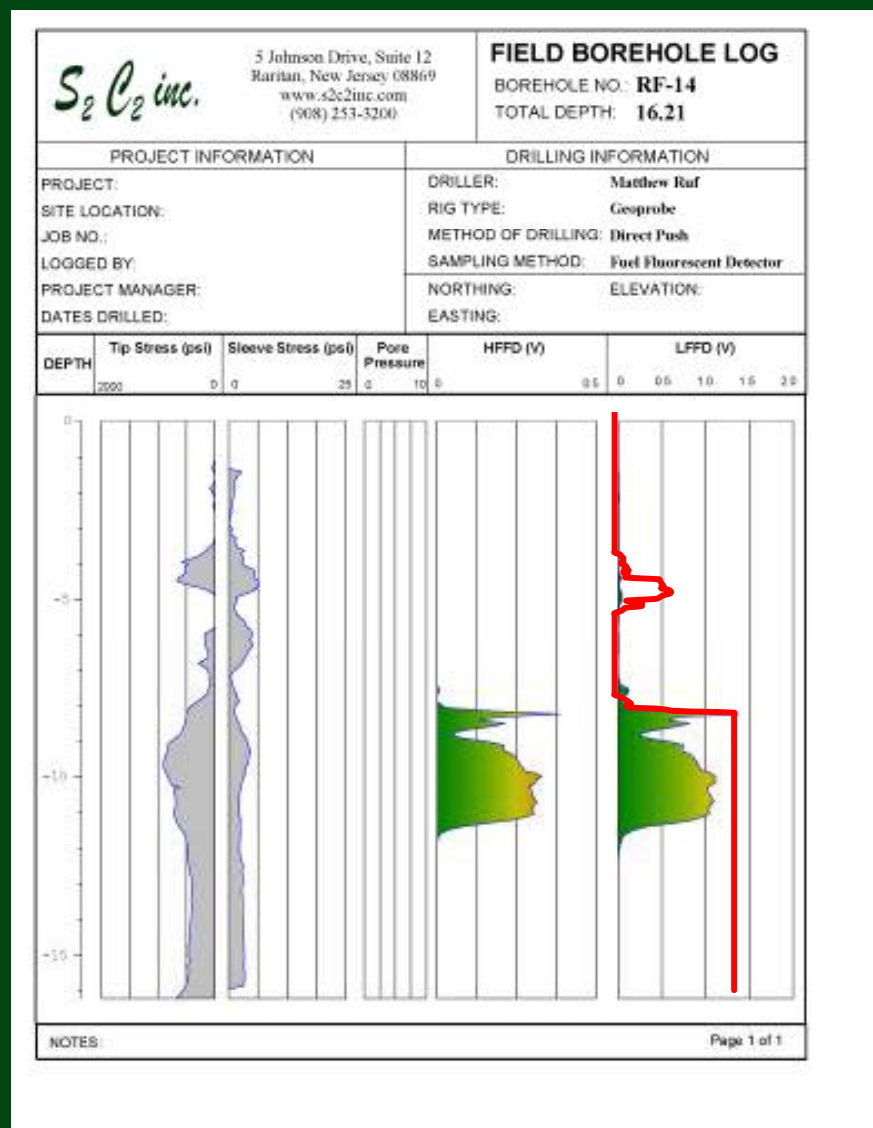 S2 C2 inc.
5 Johnson Drive, Suite 12
Raritan, New Jersey 08869
www.s2c2inc.com
(908) 253-3200
FIELD BOREHOLE LOG
BOREHOLE NO.: RF-14
TOTAL DEPTH: 16.21
PROJECT INFORMATION
DRILLING INFORMATION
PROJECT:
SITE LOCATION:
JOB NO.:
LOGGED BY:
PROJECT MANAGER:
DATES DRILLED:
DRILLER: Matthew Ruf
RIG TYPE: Geoprobe
METHOD OF DRILLING: Direct Push
SAMPLING METHOD: Fuel Fluorescent Detector
NORTHING: ELEVATION:
EASTING:
DEPTH
Tip Stress (psi)
2000 0
Sleeve Stress (psi)
0 25
Pore
Pressure
0 10
HFFD (V)
0 0.5
LFFD (V)
0 0.5 1.0 1.5 2.0
0
-5
-10
-15
NOTES:
Page 1 of 1